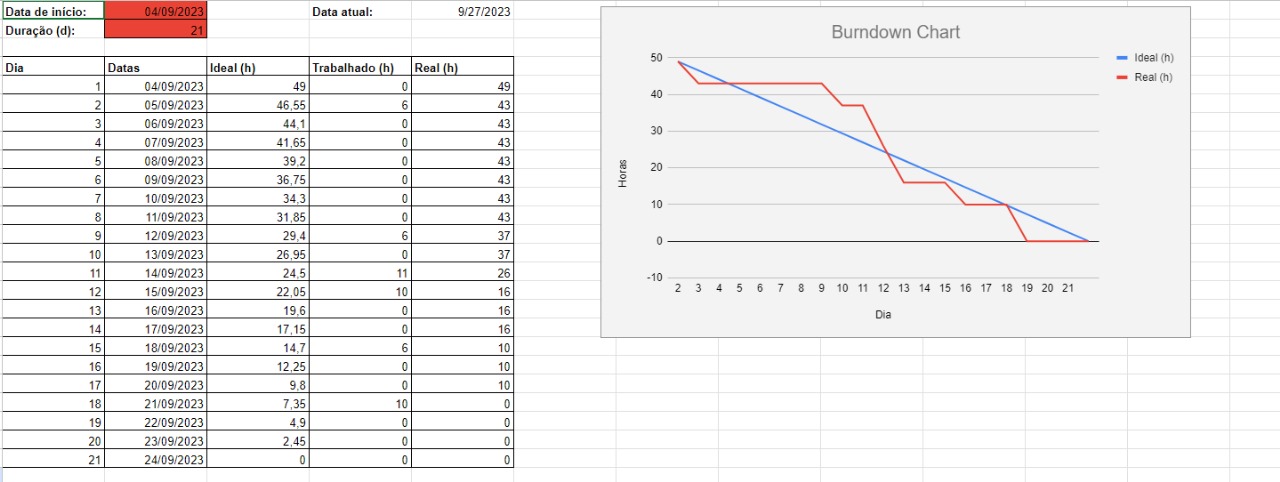 Data de início: 04/09/2023 Data atual: 9/27/2023
Duração (d): 21
Dia Datas Ideal (h) Trabalhado (h) Real (h)
1 04/09/2023 49 0 49
2 05/09/2023 46,55 6 43
3 06/09/2023 44,1 0 43
4 07/09/2023 41,65 0 43
5 08/09/2023 39,2 0 43
6 09/09/2023 36,75 0 43
7 10/09/2023 34,3 0 43
8 11/09/2023 31,85 0 43
9 12/09/2023 29,4 6 37
10 13/09/2023 26,95 0 37
11 14/09/2023 24,5 11 26
12 15/09/2023 22,05 10 16
13 16/09/2023 19,6 0 16
14 17/09/2023 17,15 0 16
15 18/09/2023 14,7 6 10
16 19/09/2023 12,25 0 10
17 20/09/2023 9,8 0 10
18 21/09/2023 7,35 10 0
19 22/09/2023 4,9 0 0
20 23/09/2023 2,45 0 0
21 24/09/2023 0 0 0
Burndown Chart
Ideal (h)
Real (h)
Horas
50
40
30
20
10
0
-10
2 3 4 5 6 7 8 9 10 11 12 13 14 15 16 17 18 19 20 21
Dia